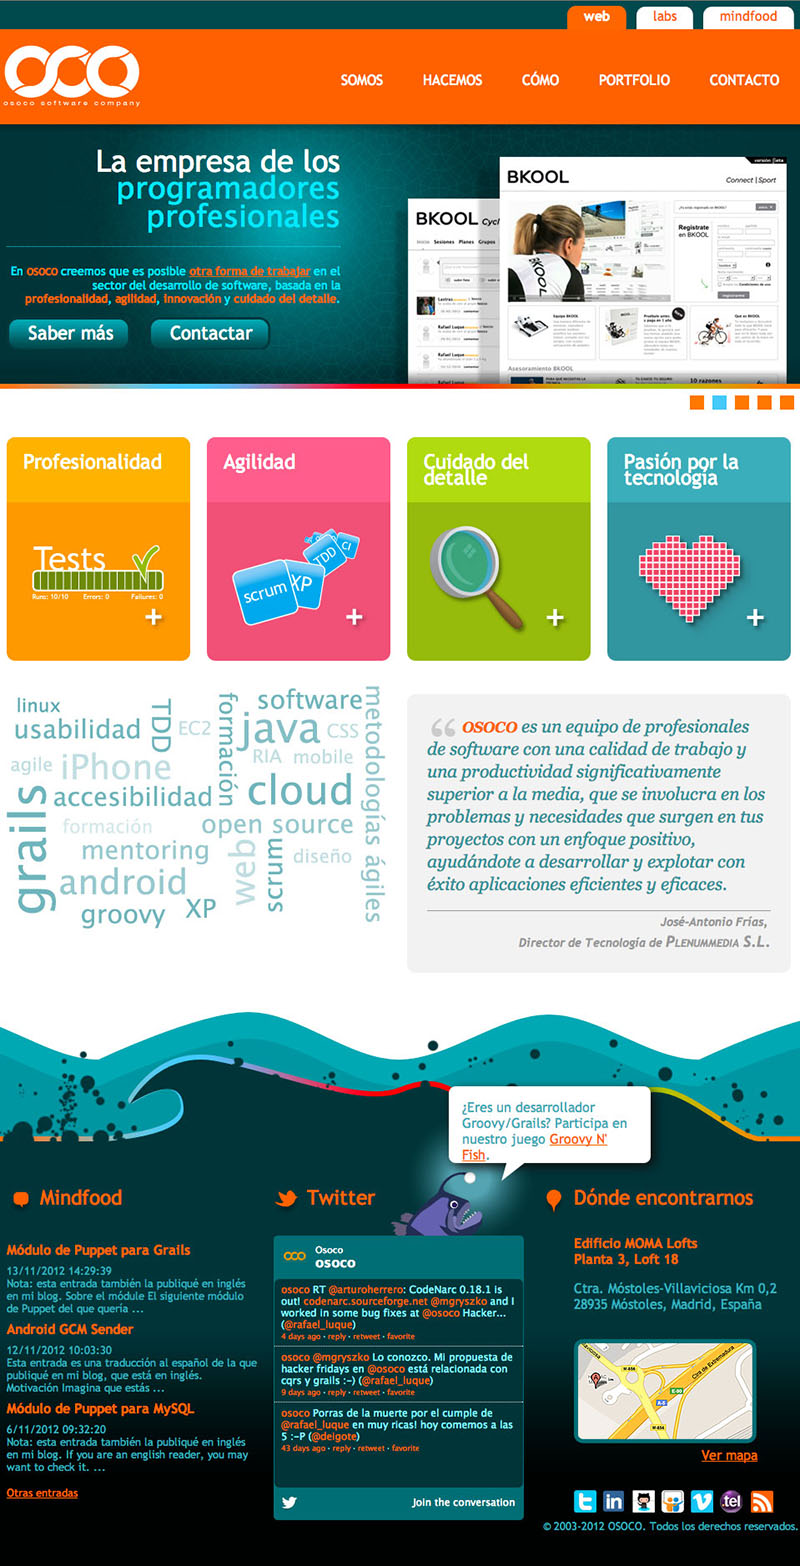 web
labs
mindfood
OCO
ososco software company
SOMOS
HACEMOS
CÓMO
PORTFOLIO
CONTACTO
La empresa de los
programadores
profesionales
En osoco creemos que es posible otra forma de trabajar en el
sector del desarrollo de software, basada en la
profesionalidad, agilidad, innovación y cuidado del detalle.
Saber más
Contactar
BKOOL
Sesiones Planes Grupos
BKOOL
Connect | Sport
Regístrate
en BKOOL
Asesoramiento BKOOL
10 razones
Profesionalidad
Tests
Runs: 10/10 Errors: 0 Failures: 0
+
Agilidad
scrum
XP
TDD
CI
+
Cuidado del
detalle
+
Pasión por la
tecnología
+
linux
usabilidad
TDD
EC2
formación
software
java
CSS
metodologías ágiles
agile
iPhone
RIA
mobile
accesibilidad
cloud
grails
formación
open source
mentoring
web
scrum
diseño
android
groovy
XP
“ OSOCO es un equipo de profesionales
de software con una calidad de trabajo y
una productividad significativamente
superior a la media, que se involucra en los
problemas y necesidades que surgen en tus
proyectos con un enfoque positivo,
ayudándote a desarrollar y explotar con
éxito aplicaciones eficientes y eficaces.
José-Antonio Frías,
Director de Tecnología de PLENUMMEDIA S.L.
¿Eres un desarrollador
Groovy/Grails? Participa en
nuestro juego Groovy N'
Fish.
Mindfood
Módulo de Puppet para Grails
13/11/2012 14:29:39
Nota: esta entrada también la publiqué en inglés
en mi blog. Sobre el módule El siguiente módulo
de Puppet del que quería ...
Android GCM Sender
12/11/2012 10:03:30
Esta entrada es una traducción al español de la que
publiqué en mi blog, que está en inglés.
Motivación Imagina que estás ...
Módulo de Puppet para MySQL
6/11/2012 09:32:20
Nota: esta entrada también la publiqué en inglés
en mi blog. If you are an english reader, you may
want to check it. ...
Otras entradas
Twitter
Osoco
osoco
osoco RT @arturoherrero: CodeNarc 0.18.1 is
out! codenarc.sourceforge.net @mgryszko and I
worked in some bug fixes at @osoco Hacker...
(@rafael_luque)
4 days ago • reply • retweet • favorite
osoco @mgryszko Lo conozco. Mi propuesta de
hacker fridays en @osoco está relacionada con
cqrs y grails :-) (@rafael_luque)
9 days ago • reply • retweet • favorite
osoco Porras de la muerte por el cumple de
@rafael_luque en muy ricas! hoy comemos a las
5 :-P (@delgote)
43 days ago • reply • retweet • favorite
Join the conversation
Dónde encontrarnos
Edificio MOMA Lofts
Planta 3, Loft 18
Ctra. Móstoles-Villaviciosa Km 0,2
28935 Móstoles, Madrid, España
Ctra de Extremadura
Ver mapa
.tel
© 2003-2012 OSOCO. Todos los derechos reservados.